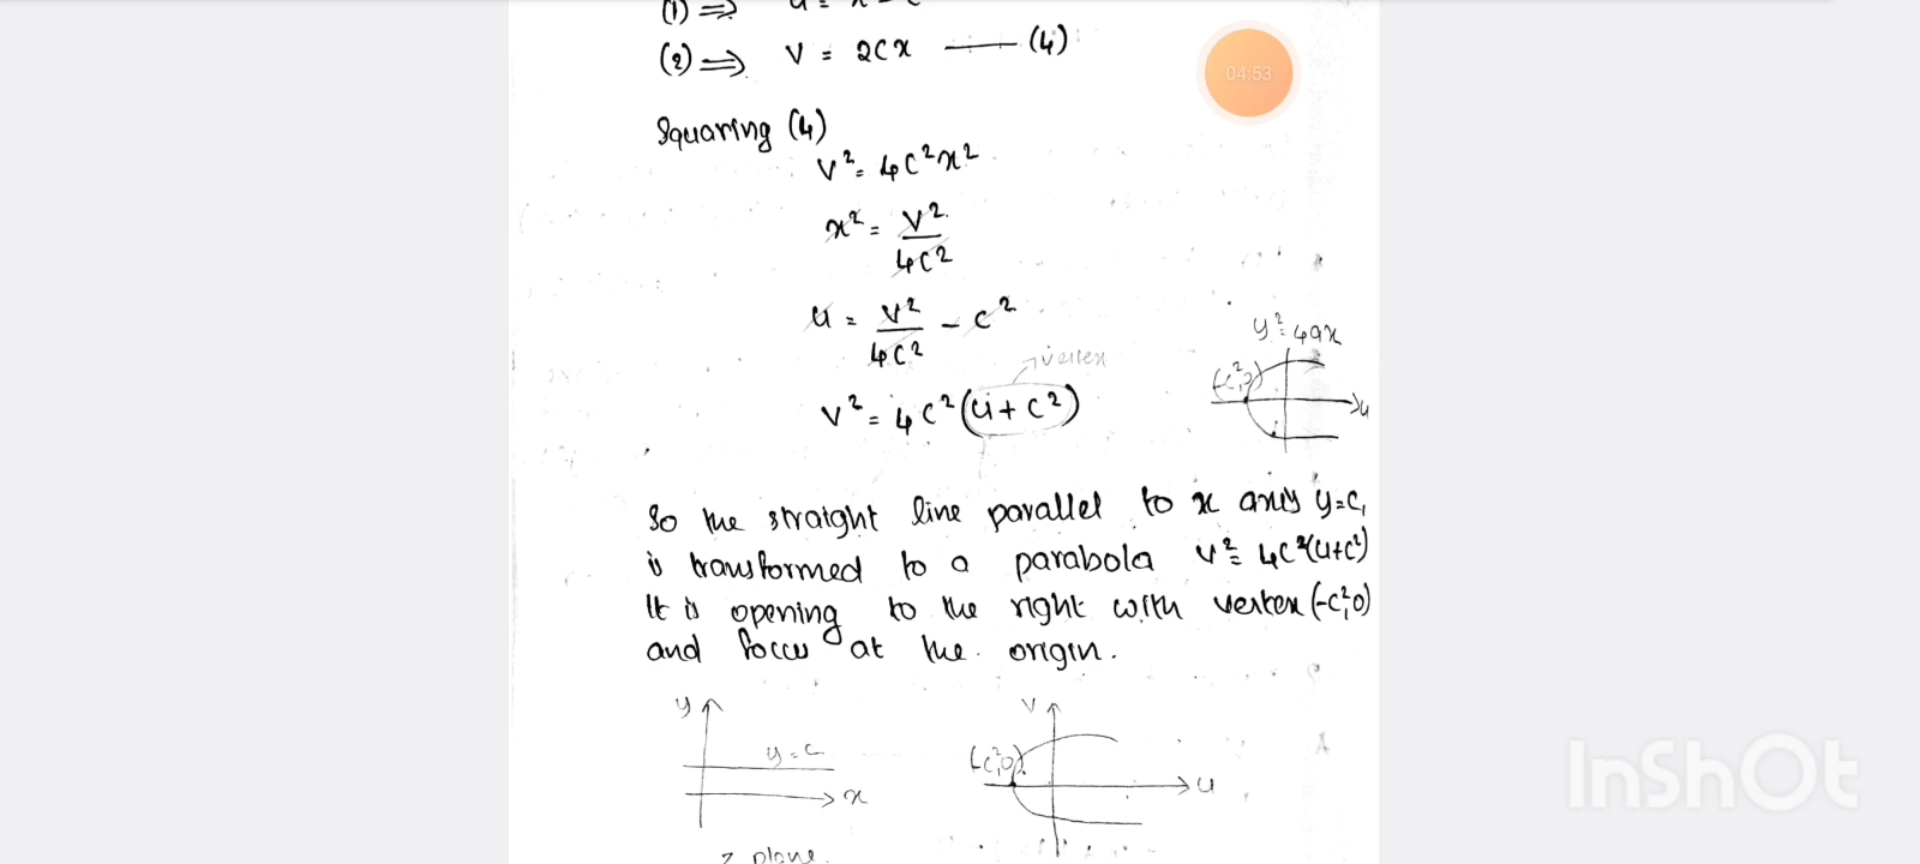 (1) ⟹
(2) ⟹ V = 2cx —— (4)
04:53
Squaring (4)
V² = 4c²x²
x² = V²/4c²
u = V²/4c² - c²
vertex
V² = 4c²(u + c²)
y² = 4ax
(-c², 0)
u
So the straight line parallel to x axis y=c,
is transformed to a parabola v² = 4c²(u+c²)
It is opening to the right with vertex (-c², 0)
and focus at the origin.
y
y = c
x
v
(-c², 0)
u
z plane.
InShOt